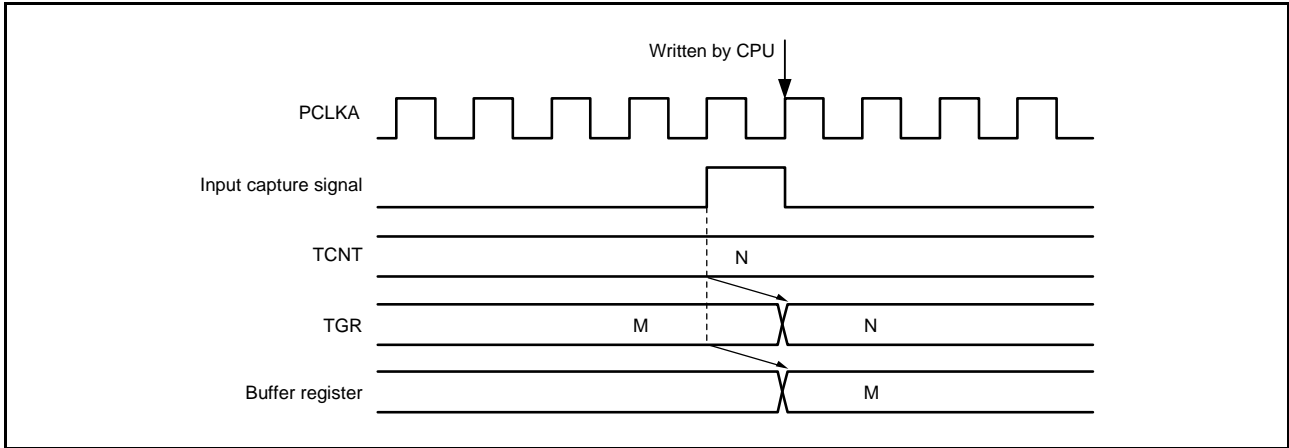 Written by CPU
PCLKA
Input capture signal
TCNT
N
TGR
M
N
Buffer register
M